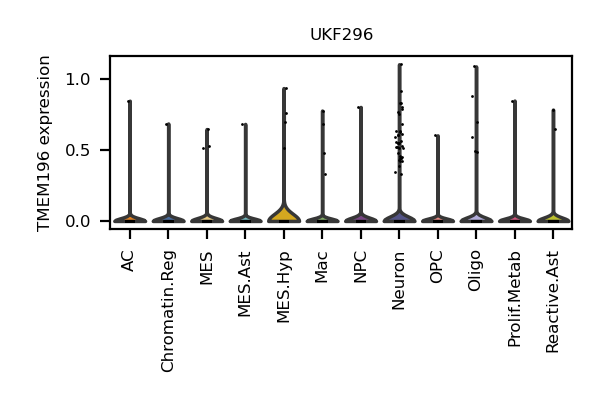 UKF296
TMEM196 expression
1.0
0.5
0.0
AC
Chromatin.Reg
MES
MES.Ast
MES.Hyp
Mac
NPC
Neuron
OPC
Oligo
Prolif.Metab
Reactive.Ast